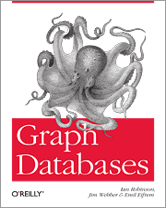 Graph
Databases
O'REILLY®
Ian Robinson,
Jim Webber & Emil Eifrem